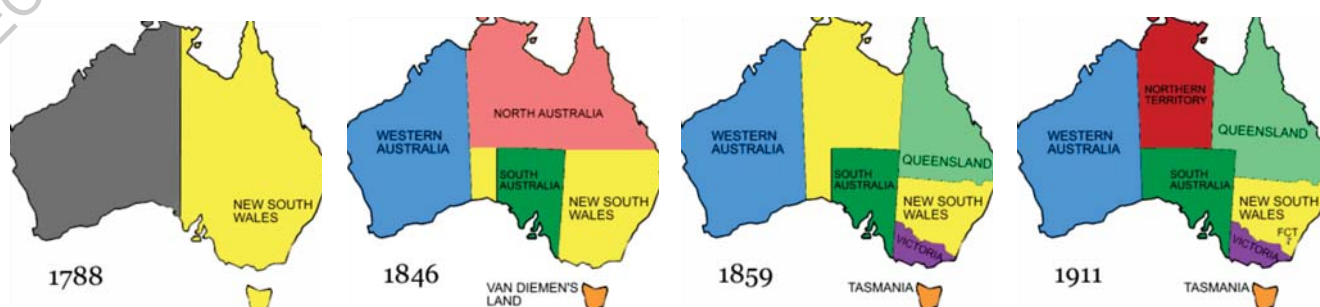 NEW SOUTH
WALES
1788
NORTH AUSTRALIA
WESTERN
AUSTRALIA
SOUTH
AUSTRALIA
NEW SOUTH
WALES
1846
VAN DIEMEN'S
LAND
WESTERN
AUSTRALIA
QUEENSLAND
SOUTH
AUSTRALIA
NEW SOUTH
WALES
VICTORIA
1859
TASMANIA
NORTHERN
TERRITORY
WESTERN
AUSTRALIA
QUEENSLAND
SOUTH
AUSTRALIA
NEW SOUTH
WALES
FCT
VICTORIA
1911
TASMANIA